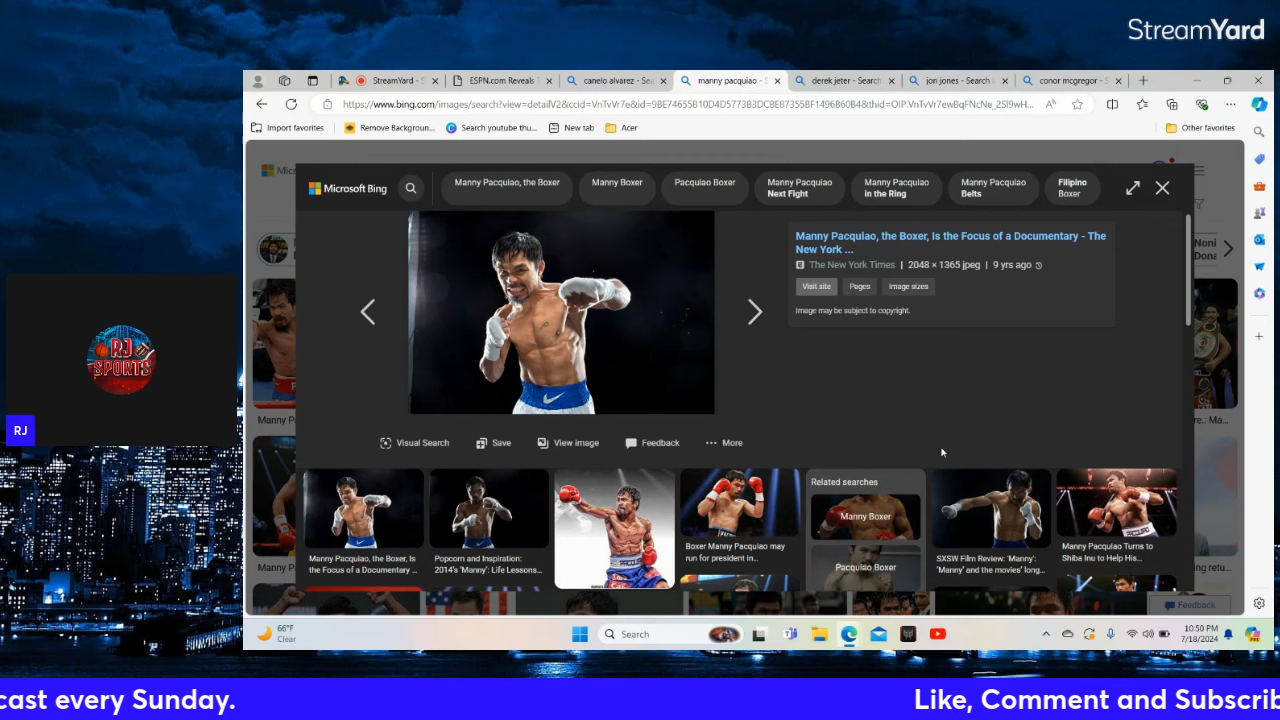 StreamYard
StreamYard - S
ESPN.com Reveals
canelo alvarez - Sea
manny pacquiao - S
derek jeter - Search
jon jones - Search
conor mcgregor - S
https://www.bing.com/images/search?view=detailV2&ccid=VnTvVr7e&id=9BE74655B10D4D5773B3DCBE87355BF1496B60B4&thid=OIP.VnTvVr7ewBqFNcNe_2Sl9wH...
Import favorites
Remove Backgroun...
Search youtube thu...
New tab
Acer
Other favorites
Microsoft Bing
Manny Pacquiao, the Boxer
Manny Boxer
Pacquiao Boxer
Manny Pacquiao
Next Fight
Manny Pacquiao
in the Ring
Manny Pacquiao
Belts
Filipino
Boxer
Manny Pacquiao, the Boxer, Is the Focus of a Documentary - The
New York ...
The New York Times | 2048 × 1365 jpeg | 9 yrs ago
Visit site
Pages
Image sizes
Image may be subject to copyright.
RJ
SPORTS
RJ
Visual Search
Save
View image
Feedback
More
Related searches
Manny Boxer
Pacquiao Boxer
Manny Pacquiao, the Boxer, Is
the Focus of a Documentary ...
Popcorn and Inspiration:
2014's 'Manny': Life Lessons...
Boxer Manny Pacquiao may
run for president in...
SXSW Film Review: 'Manny'
'Manny' and the movies' long...
Manny Pacquiao Turns to
Shiba Inu to Help His...
Feedback
66°F
Clear
Search
10:50 PM
7/18/2024
cast every Sunday.
Like, Comment and Subscrib